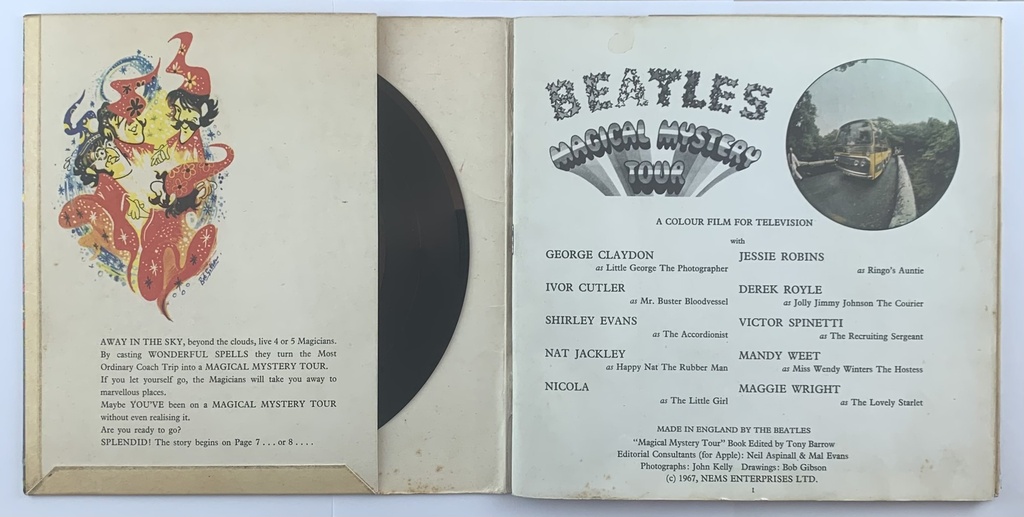 Bob Gibson
AWAY IN THE SKY, beyond the clouds, live 4 or 5 Magicians.
By casting WONDERFUL SPELLS they turn the Most
Ordinary Coach Trip into a MAGICAL MYSTERY TOUR.
If you let yourself go, the Magicians will take you away to
marvellous places.
Maybe YOU'VE been on a MAGICAL MYSTERY TOUR
without even realising it.
Are you ready to go?
SPLENDID! The story begins on Page 7 . . . or 8 . . . .
BEATLES
MAGICAL MYSTERY
TOUR
A COLOUR FILM FOR TELEVISION
with
GEORGE CLAYDON
as Little George The Photographer
IVOR CUTLER
as Mr. Buster Bloodvessel
SHIRLEY EVANS
as The Accordionist
NAT JACKLEY
as Happy Nat The Rubber Man
NICOLA
as The Little Girl
JESSIE ROBINS
as Ringo's Auntie
DEREK ROYLE
as Jolly Jimmy Johnson The Courier
VICTOR SPINETTI
as The Recruiting Sergeant
MANDY WEET
as Miss Wendy Winters The Hostess
MAGGIE WRIGHT
as The Lovely Starlet
MADE IN ENGLAND BY THE BEATLES
"Magical Mystery Tour" Book Edited by Tony Barrow
Editorial Consultants (for Apple): Neil Aspinall & Mal Evans
Photographs: John Kelly Drawings: Bob Gibson
(c) 1967, NEMS ENTERPRISES LTD.
1